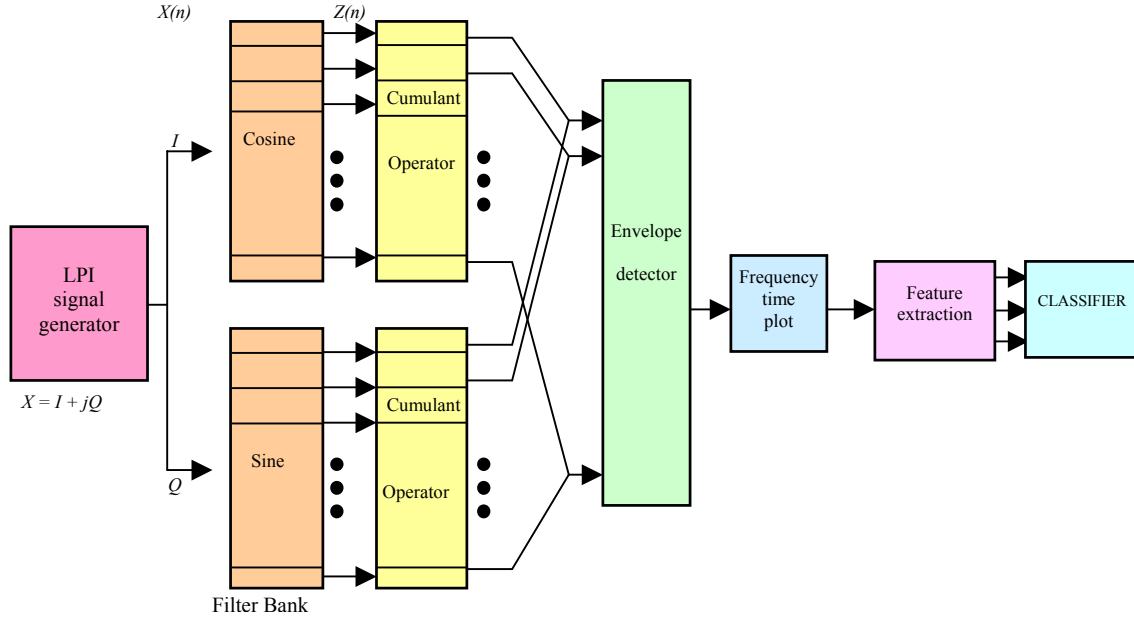 X(n)
Z(n)
I
Cosine
Cumulant
Operator
LPI
signal
generator
X = I + jQ
Q
Sine
Cumulant
Operator
Filter Bank
Envelope
detector
Frequency
time
plot
Feature
extraction
CLASSIFIER